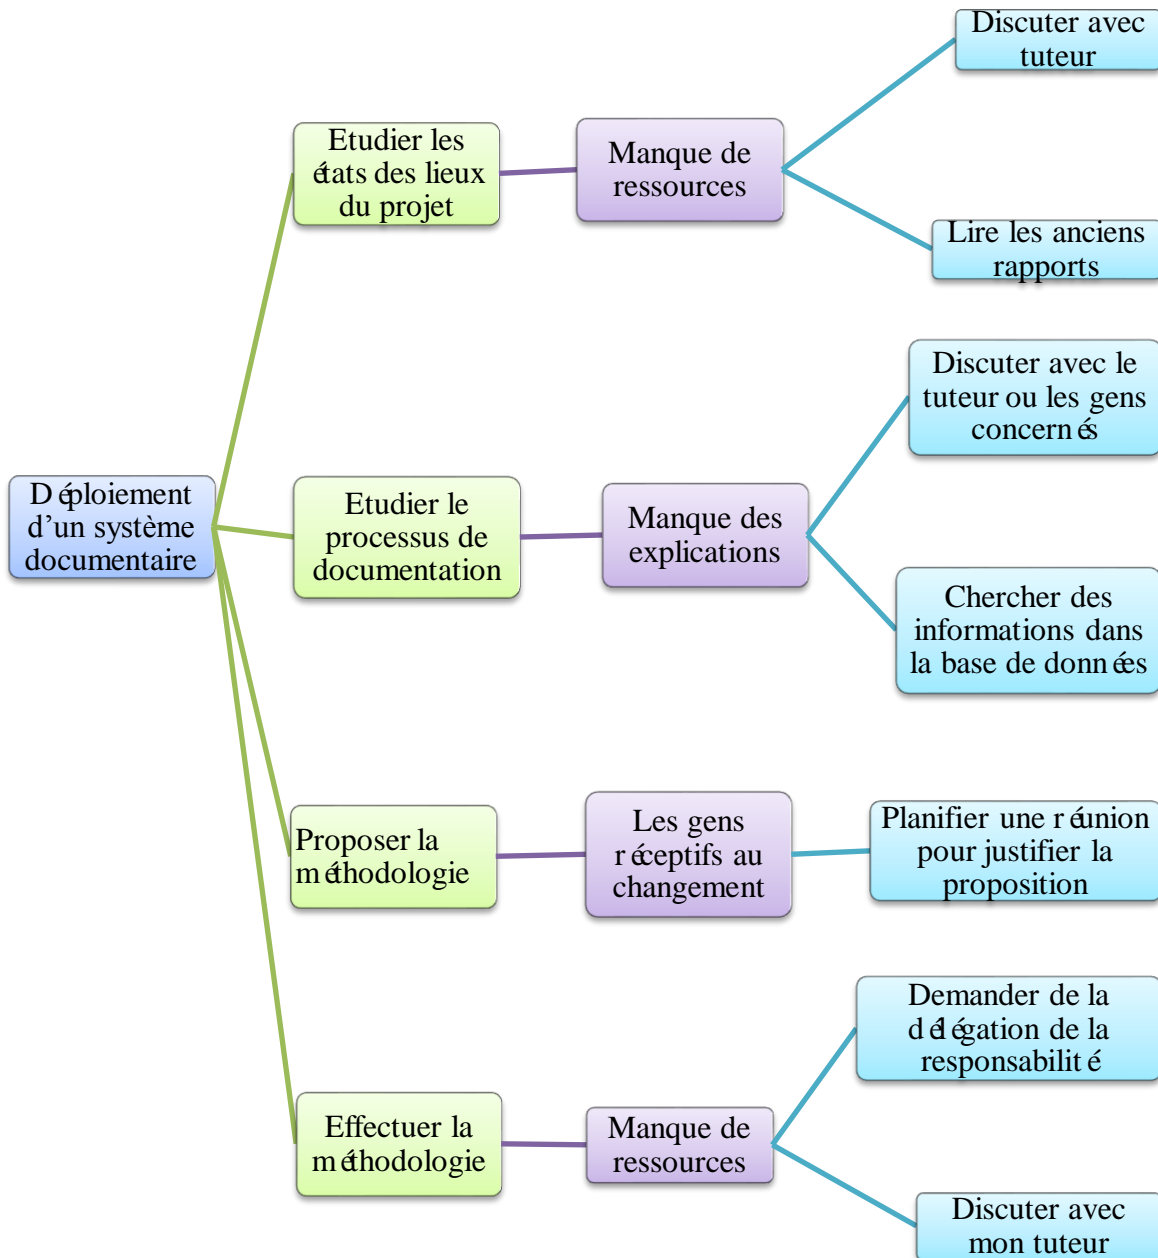 Déploiement
d’un système
documentaire
Etudier les
états des lieux
du projet
Manque de
ressources
Discuter avec
tuteur
Lire les anciens
rapports
Etudier le
processus de
documentation
Manque des
explications
Discuter avec le
tuteur ou les gens
concernés
Chercher des
informations dans
la base de données
Proposer la
méthodologie
Les gens
réceptifs au
changement
Planifier une réunion
pour justifier la
proposition
Effectuer la
méthodologie
Manque de
ressources
Demander de la
délégation de la
responsabilité
Discuter avec
mon tuteur